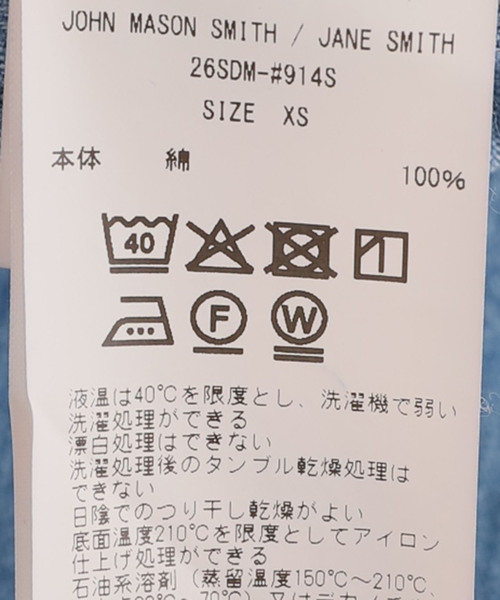 JOHN MASON SMITH / JANE SMITH
26SDM-#914S
SIZE XS
本体 綿 100%
40
F W
液温は40℃を限度とし、洗濯機で弱い
洗濯処理ができる
漂白処理はできない
洗濯処理後のタンブル乾燥処理は
できない
日陰でのつり干し乾燥がよい
底面温度210℃を限度としてアイロン
仕上げ処理ができる
石油系溶剤（蒸留温度150℃〜210℃、